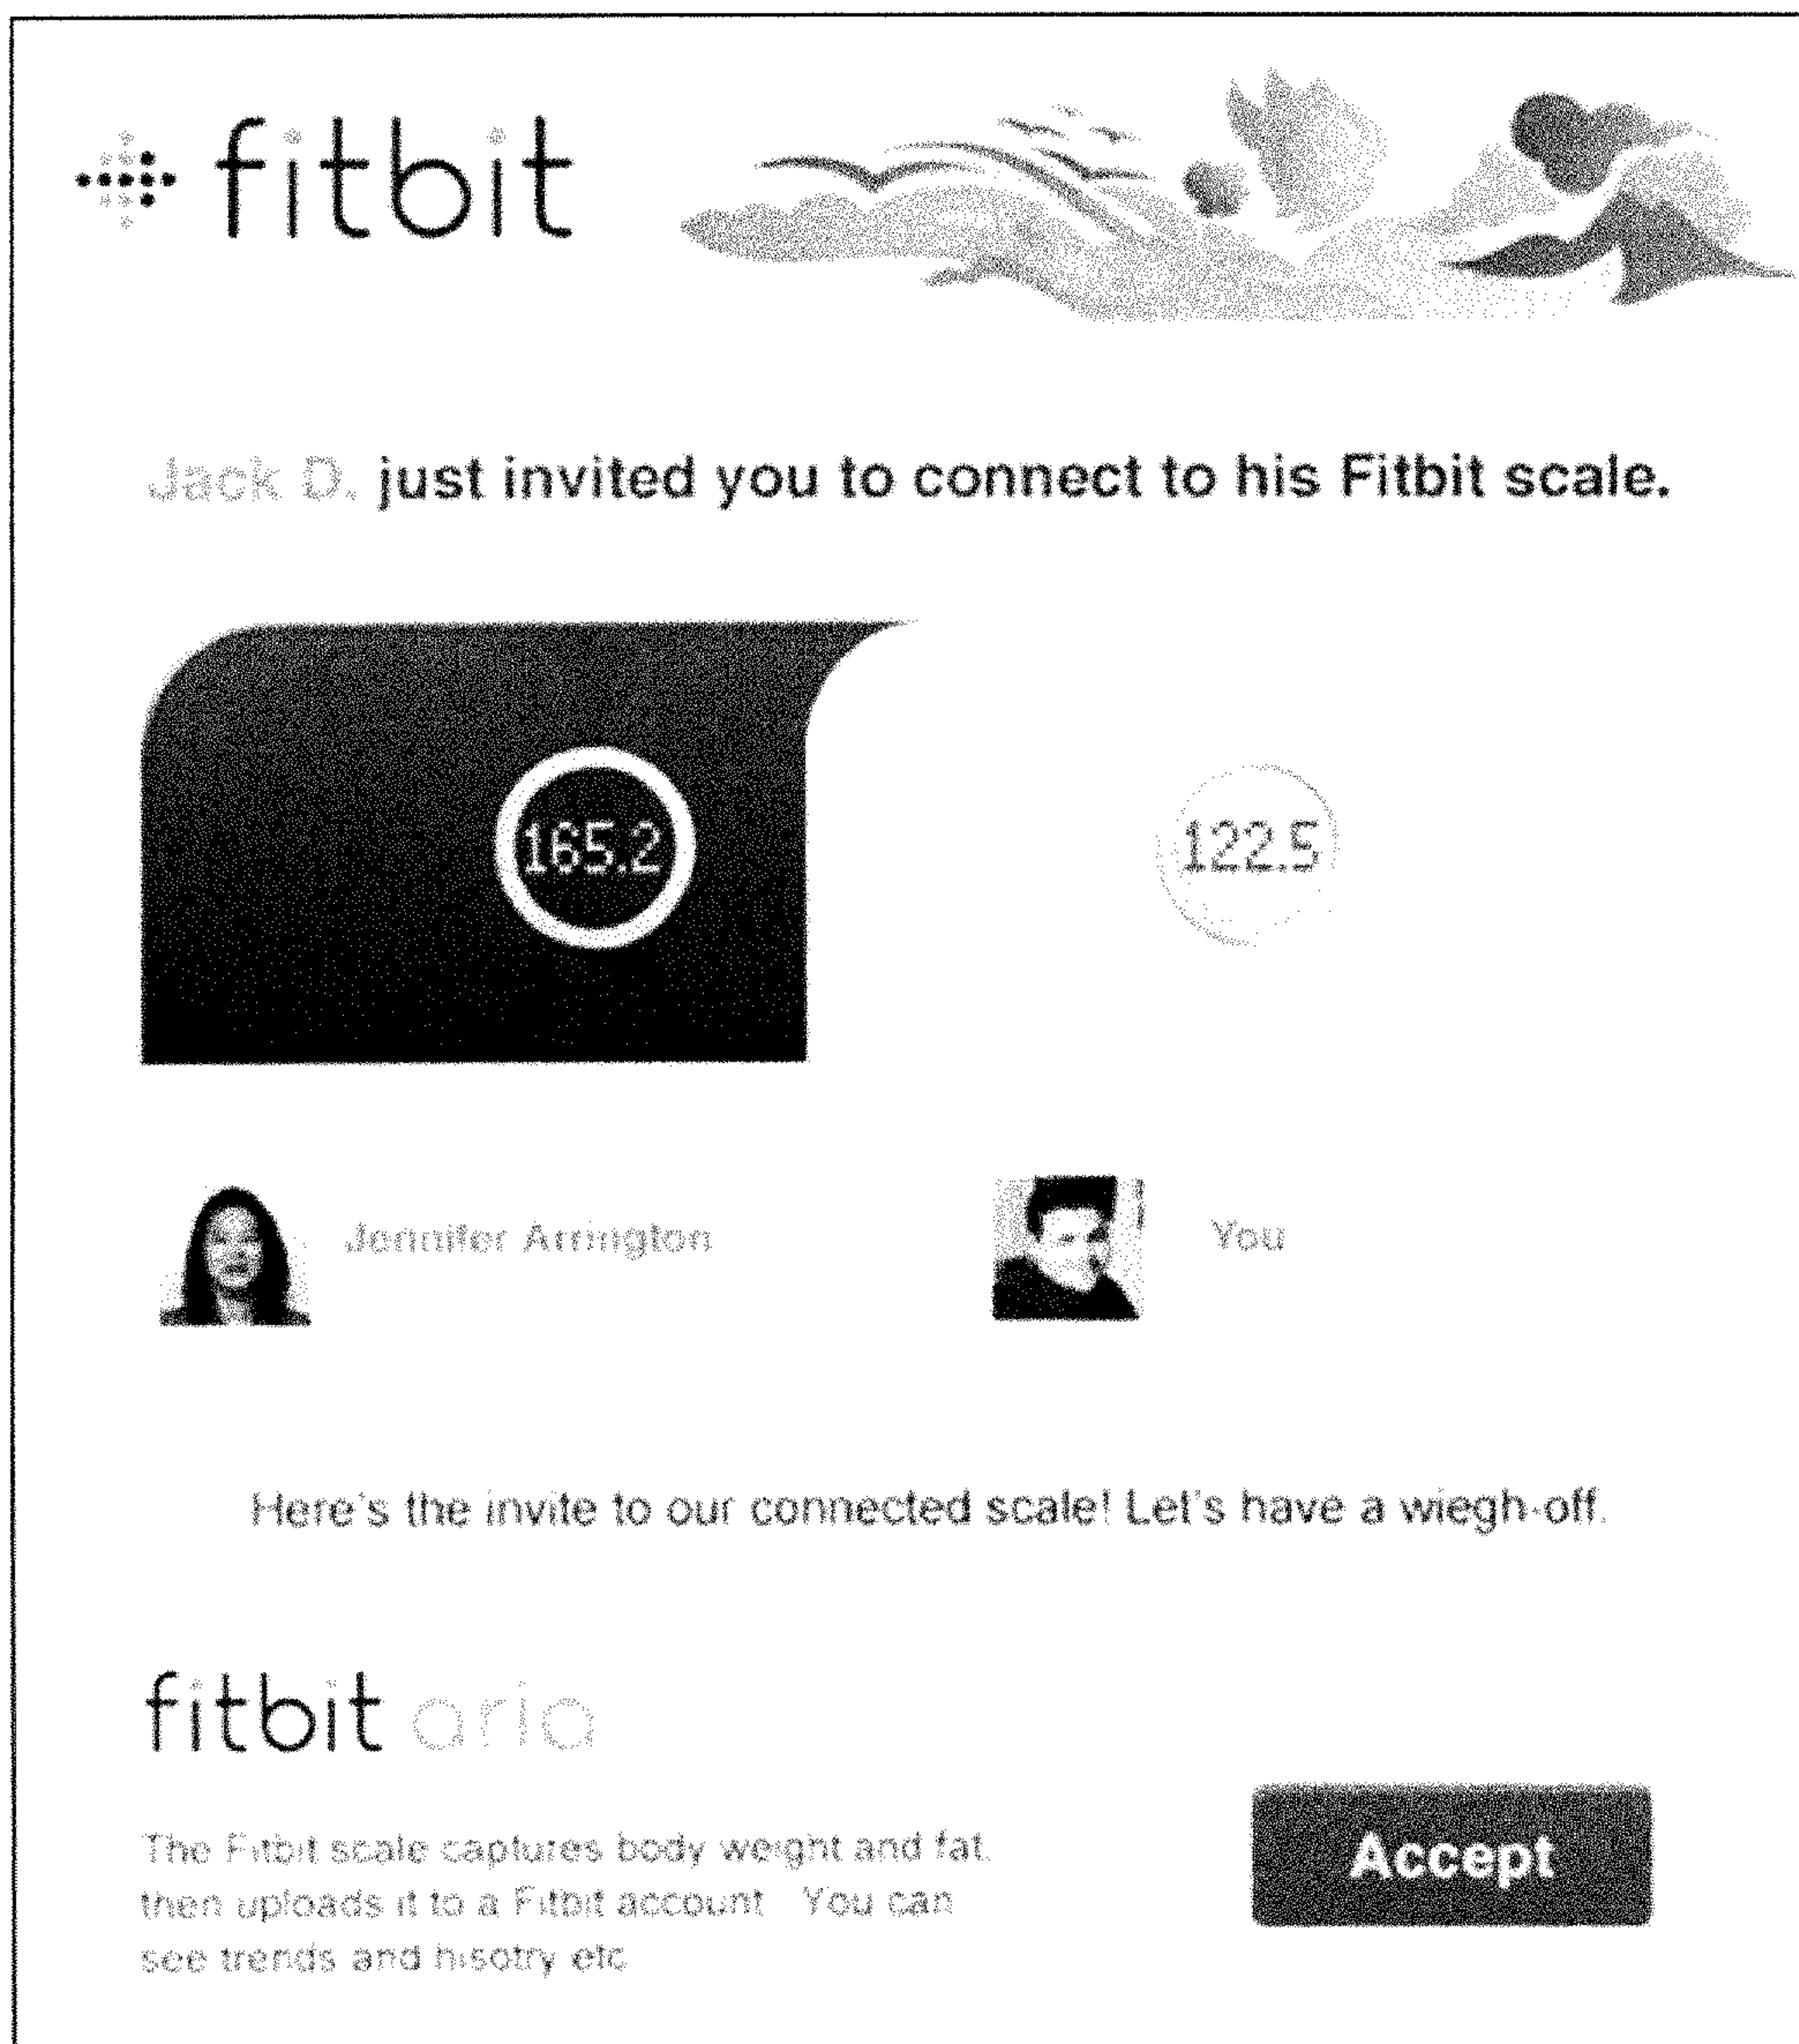 fitbit
Jack D. just invited you to connect to his Fitbit scale.
165.2
122.5
Jennifer Arrington
You
Here's the invite to our connected scale! Let's have a wiegh-off.
fitbit aria
The Fitbit scale captures body weight and fat,
then uploads it to a Fitbit account You can
see trends and hisotry etc
Accept